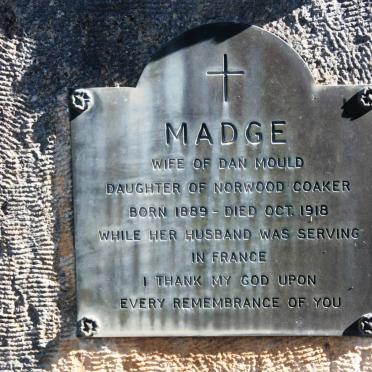 MADGE
WIFE OF DAN MOULD
DAUGHTER OF NORWOOD COAKER
BORN 1889 - DIED OCT. 1918
WHILE HER HUSBAND WAS SERVING
IN FRANCE
I THANK MY GOD UPON
EVERY REMEMBRANCE OF YOU